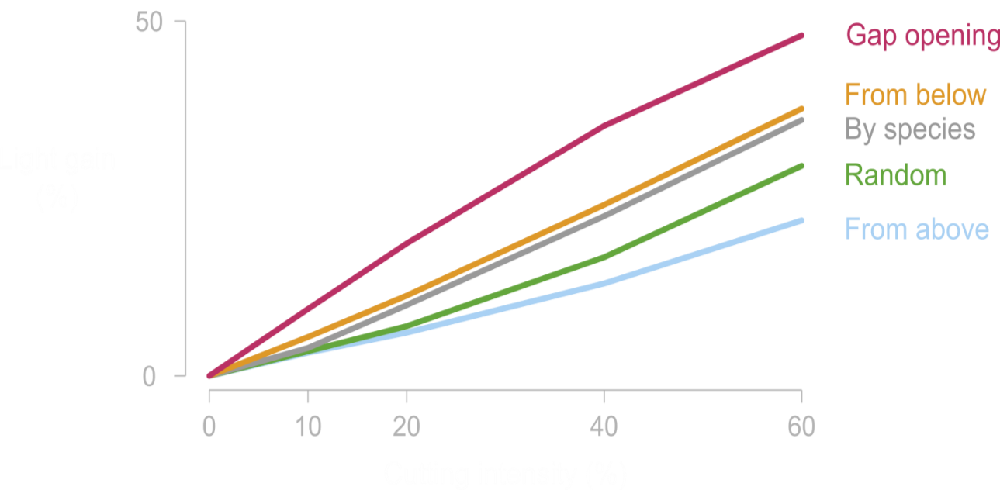 50
Gap opening
From below
By species
Random
From above
0
0 10 20 40 60